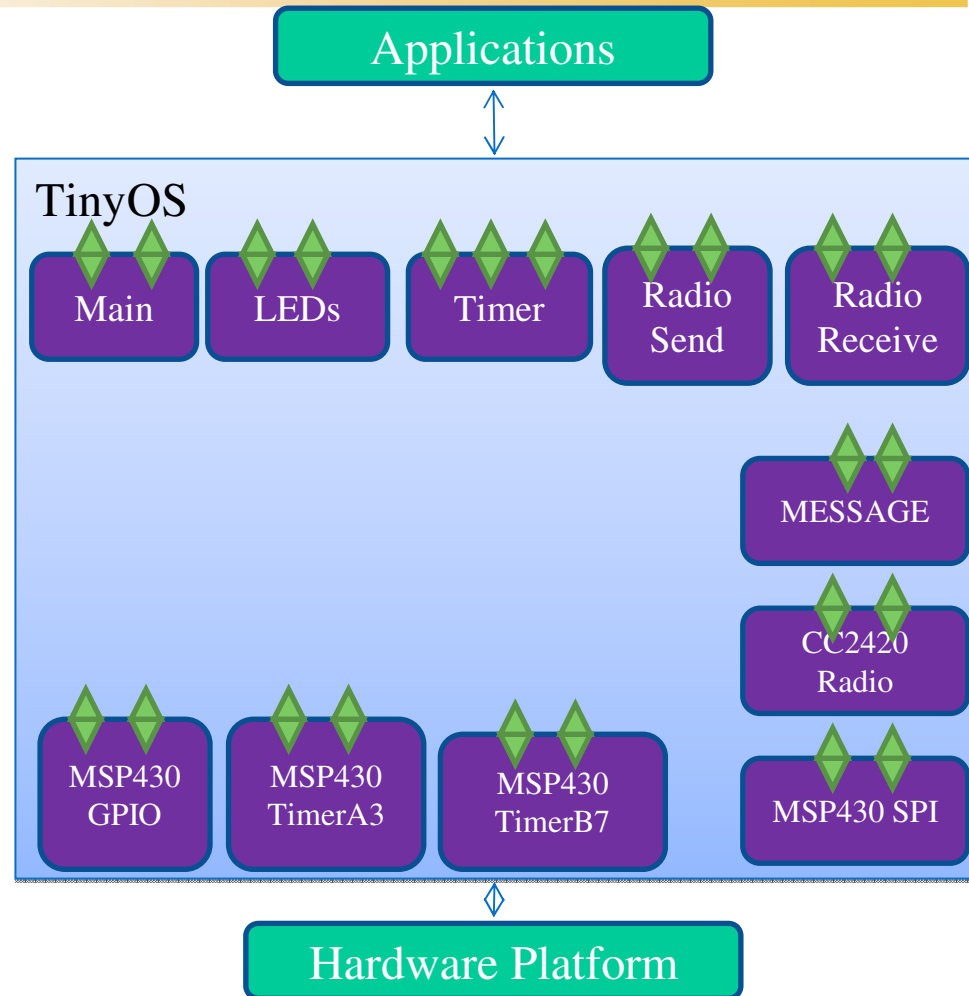 Applications
TinyOS
Main
LEDs
Timer
Radio
Send
Radio
Receive
MESSAGE
CC2420
Radio
MSP430
GPIO
MSP430
TimerA3
MSP430
TimerB7
MSP430 SPI
Hardware Platform